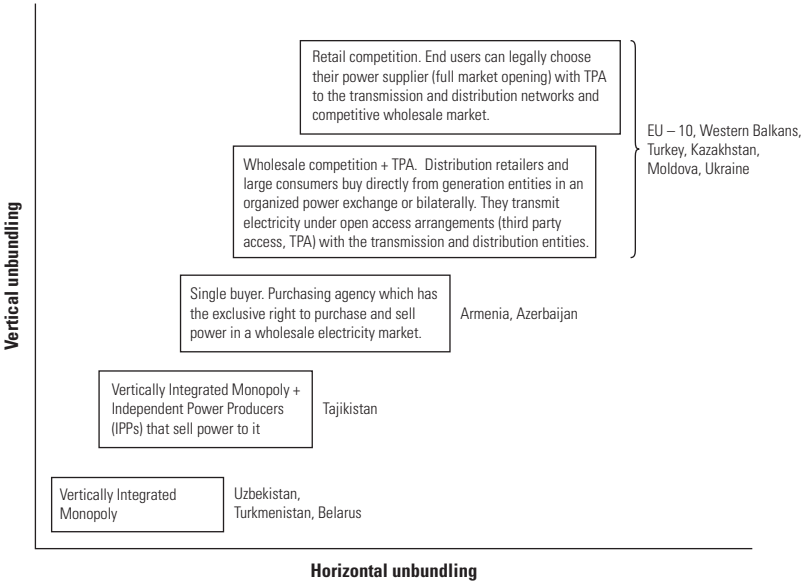 Retail competition. End users can legally choose
their power supplier (full market opening) with TPA
to the transmission and distribution networks and
competitive wholesale market.
EU – 10, Western Balkans,
Turkey, Kazakhstan,
Moldova, Ukraine
Wholesale competition + TPA. Distribution retailers and
large consumers buy directly from generation entities in an
organized power exchange or bilaterally. They transmit
electricity under open access arrangements (third party
access, TPA) with the transmission and distribution entities.
Single buyer. Purchasing agency which has
the exclusive right to purchase and sell
power in a wholesale electricity market.
Armenia, Azerbaijan
Vertically Integrated Monopoly +
Independent Power Producers
(IPPs) that sell power to it
Tajikistan
Vertically Integrated
Monopoly
Uzbekistan,
Turkmenistan, Belarus
Vertical unbundling
Horizontal unbundling